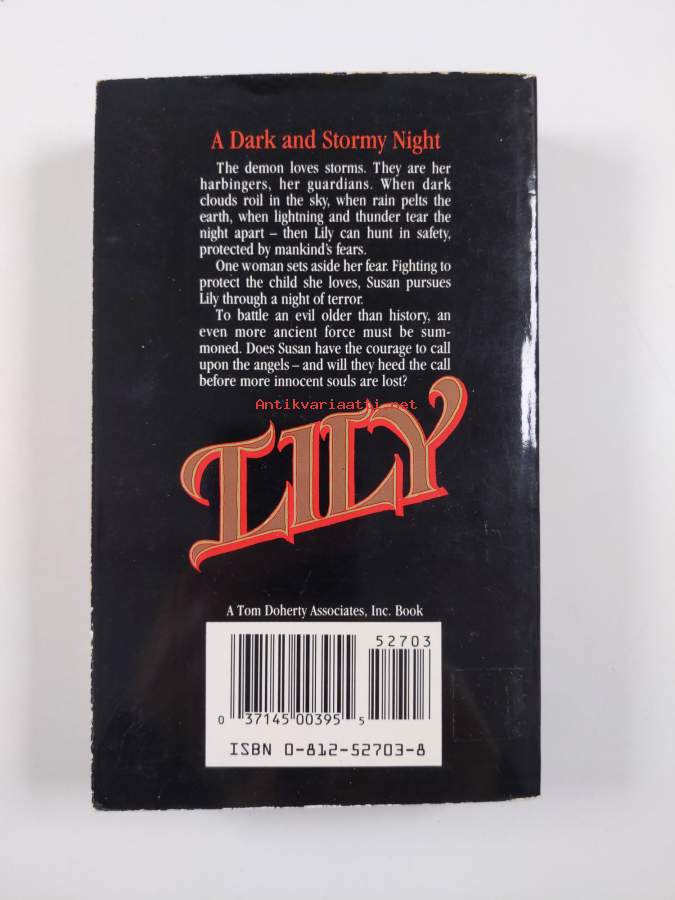 A Dark and Stormy Night
The demon loves storms. They are her
harbingers, her guardians. When dark
clouds roil in the sky, when rain pelts the
earth, when lightning and thunder tear the
night apart – then Lily can hunt in safety,
protected by mankind's fears.
One woman sets aside her fear. Fighting to
protect the child she loves, Susan pursues
Lily through a night of terror.
To battle an evil older than history, an
even more ancient force must be sum-
moned. Does Susan have the courage to call
upon the angels – and will they heed the call
before more innocent souls are lost?
Antikvariaatti.net
LILY
A Tom Doherty Associates, Inc. Book
52703
0 37145 00395 5
ISBN 0-812-52703-8